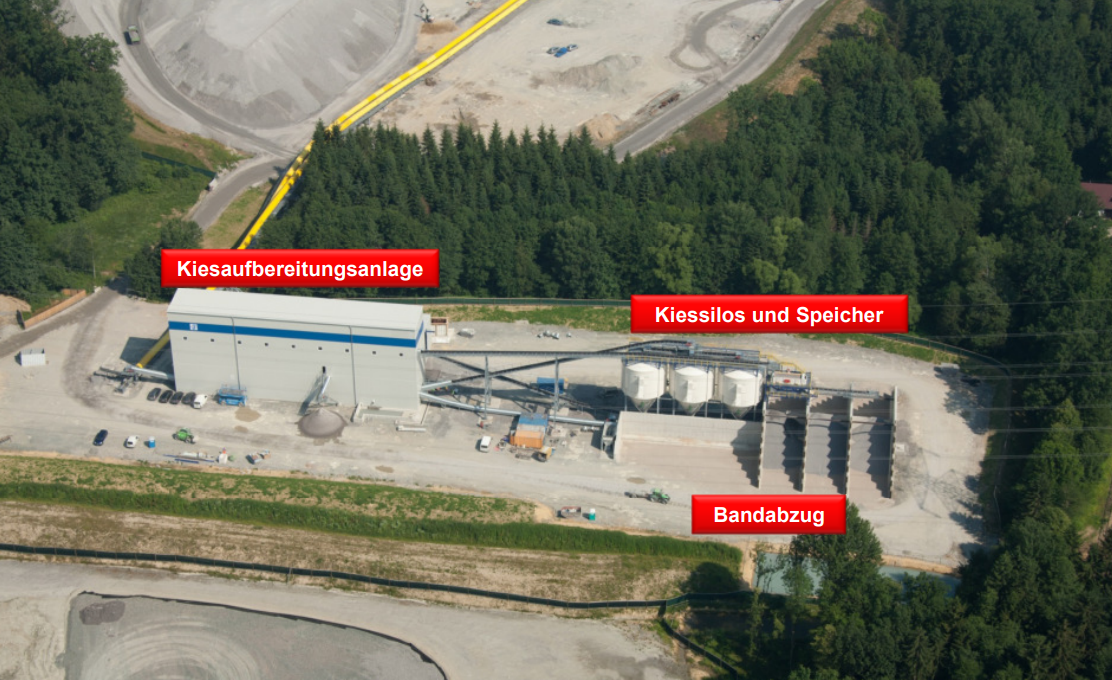 Kiesaufbereitungsanlage
Kiessilos und Speicher
Bandabzug